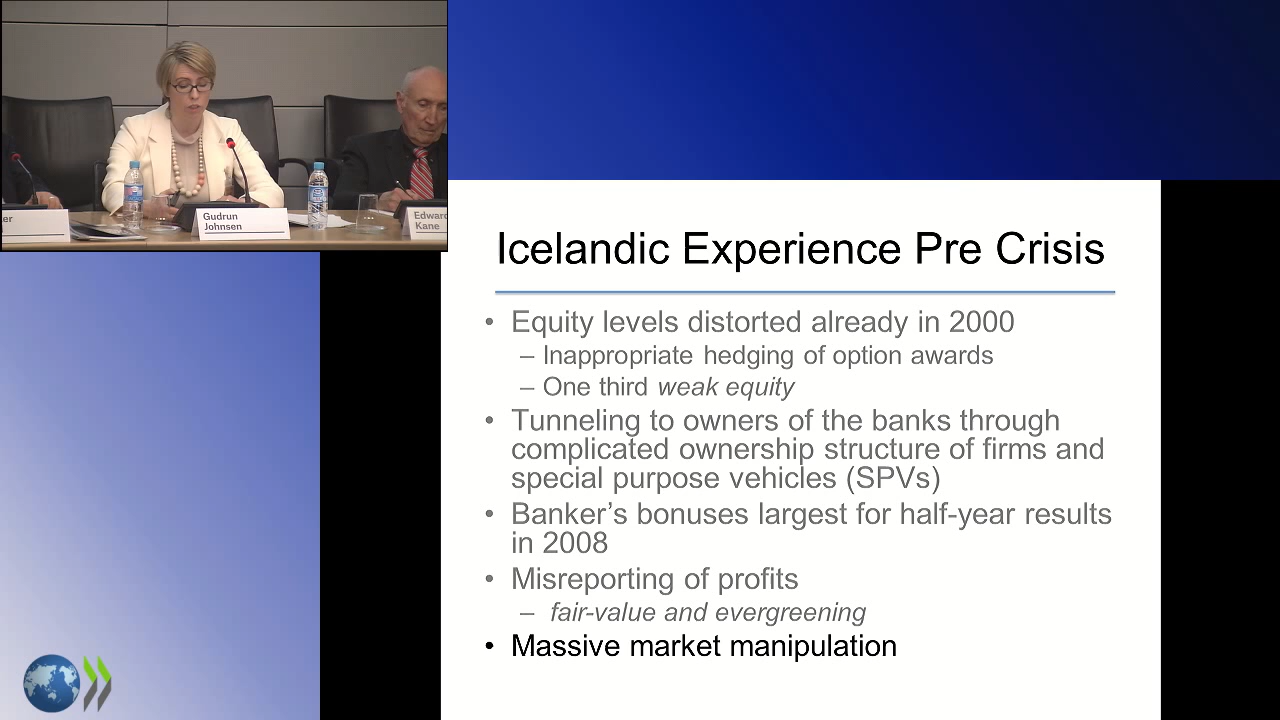 er
Gudrun
Johnsen
Edward
Kane
Icelandic Experience Pre Crisis
• Equity levels distorted already in 2000
– Inappropriate hedging of option awards
– One third weak equity
• Tunneling to owners of the banks through
complicated ownership structure of firms and
special purpose vehicles (SPVs)
• Banker’s bonuses largest for half-year results
in 2008
• Misreporting of profits
– fair-value and evergreening
• Massive market manipulation